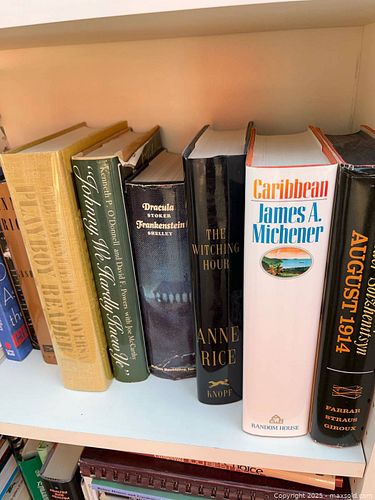 PLAYBOY READER
Kenneth P. O'Donnell and David F. Powers with Joe McCarthy
"Johnny, We Hardly Knew Ye"
Dracula
STOKER
Frankenstein
SHELLEY
THE
WITCHING
HOUR
ANNE
RICE
KNOPF
Caribbean
James A.
Michener
RANDOM HOUSE
Solzhenitsyn
AUGUST 1914
FARRAR
STRAUS
GIROUX
© Copyright 2025 - maxsold.com